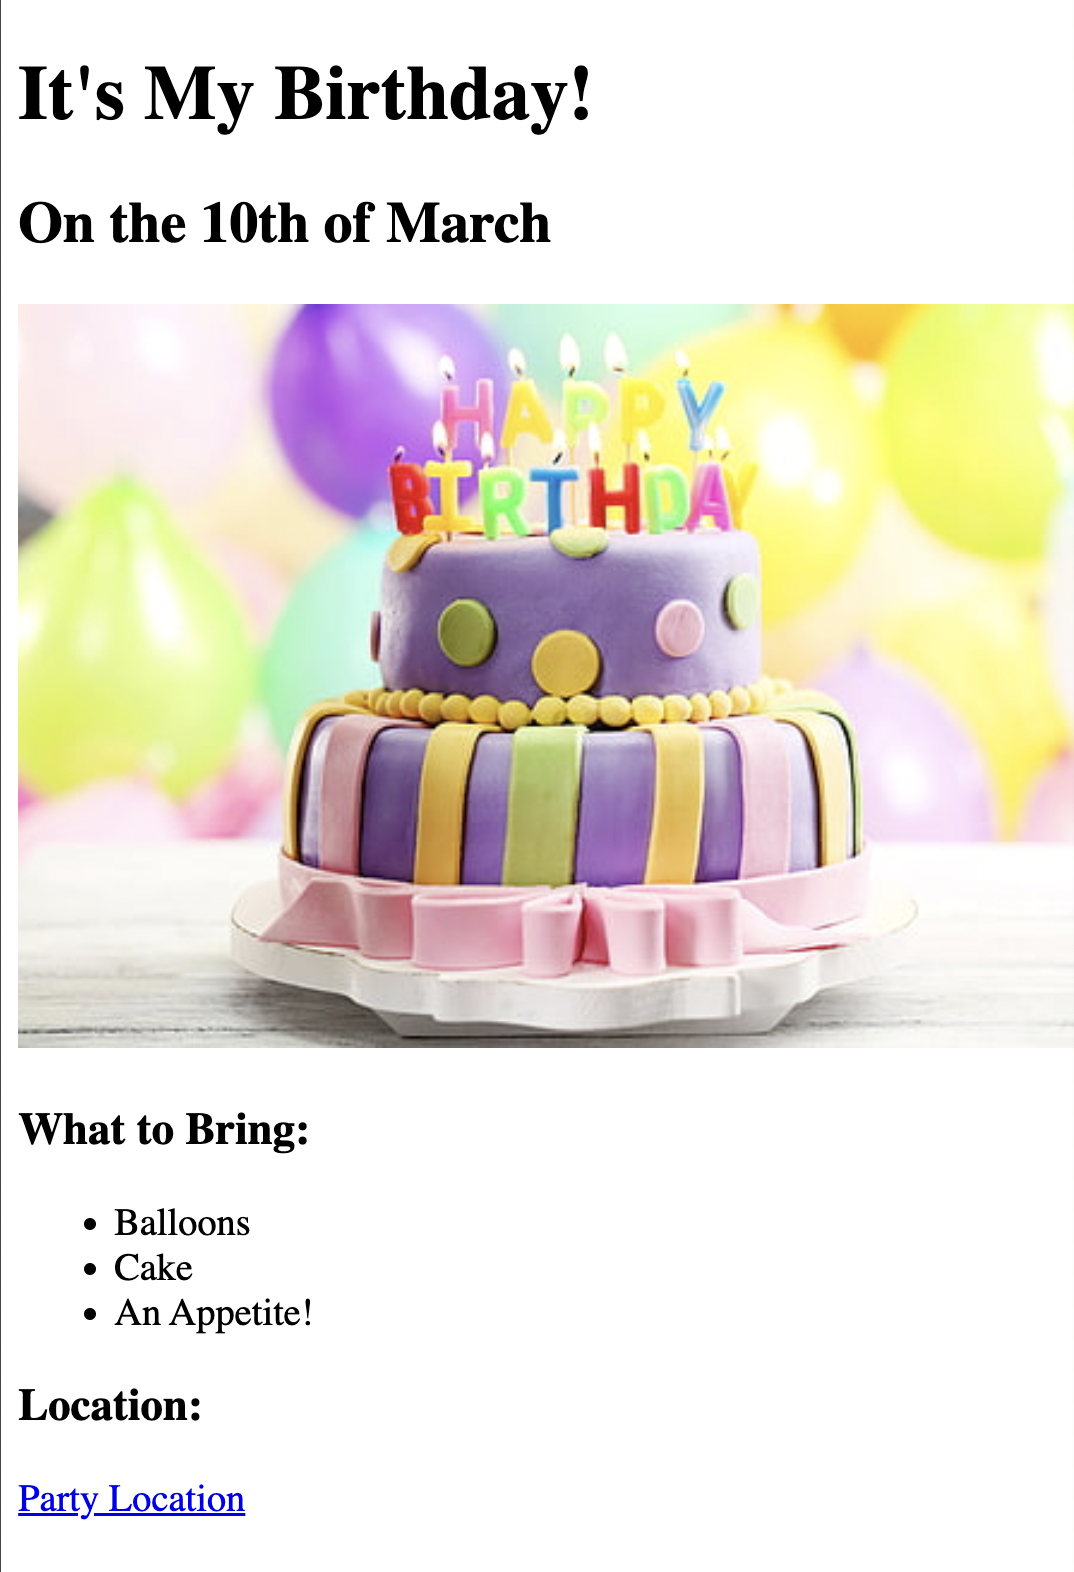 It's My Birthday!
On the 10th of March
HAPPY
BIRTHDAY
What to Bring:
Balloons
Cake
An Appetite!
Location:
Party Location